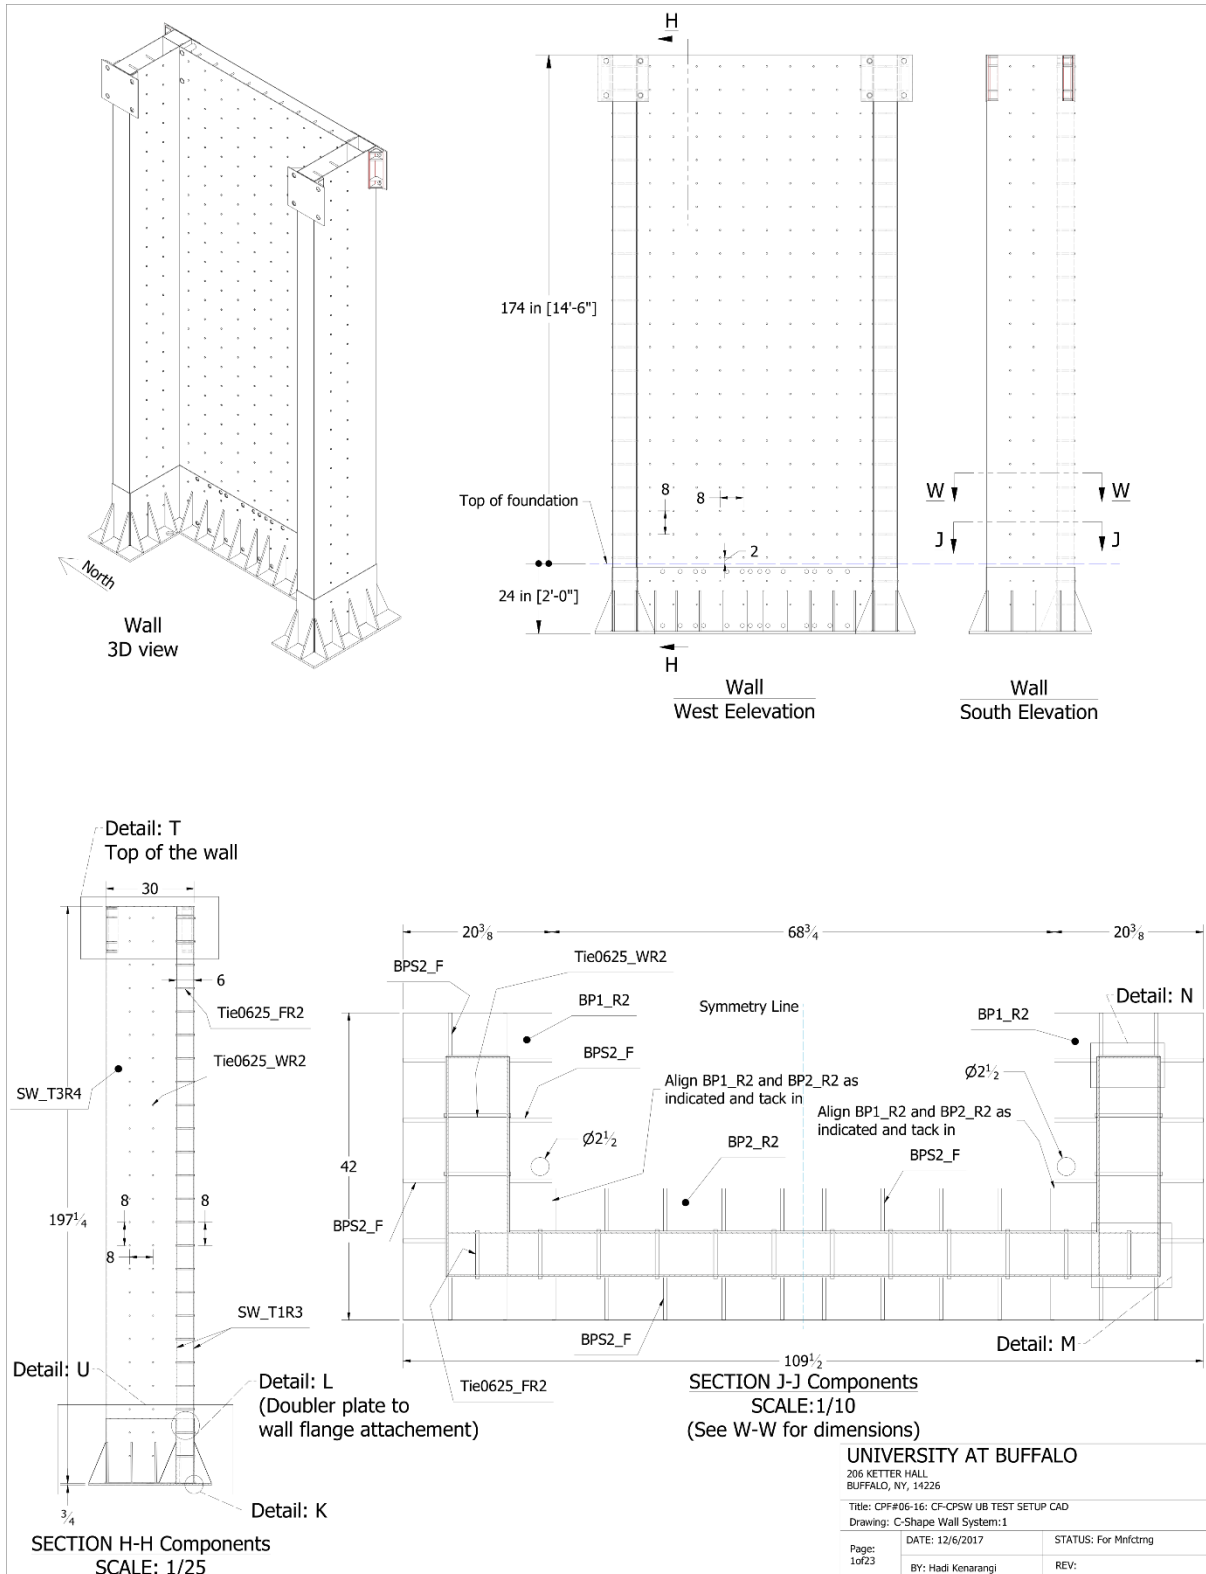 H
174 in [14'-6"]
Top of foundation
8
8
2
24 in [2'-0"]
H
W
W
J
J
North
Wall
3D view
Wall
West Eelevation
Wall
South Elevation
Detail: T
Top of the wall
30
6
Tie0625_FR2
Tie0625_WR2
SW_T3R4
8
8
8
197¼
SW_T1R3
Detail: U
Detail: L
(Doubler plate to
wall flange attachement)
Detail: K
¾
SECTION H-H Components
SCALE: 1/25
20⅜
68¾
20⅜
BPS2_F
Tie0625_WR2
BP1_R2
Symmetry Line
BP1_R2
Detail: N
BPS2_F
Align BP1_R2 and BP2_R2 as
indicated and tack in
Ø2½
Align BP1_R2 and BP2_R2 as
indicated and tack in
Ø2½
BP2_R2
BPS2_F
42
BPS2_F
BPS2_F
Detail: M
109½
Tie0625_FR2
SECTION J-J Components
SCALE:1/10
(See W-W for dimensions)
UNIVERSITY AT BUFFALO
206 KETTER HALL
BUFFALO, NY, 14226
Title: CPF#06-16: CF-CPSW UB TEST SETUP CAD
Drawing: C-Shape Wall System:1
Page:
1of23
DATE: 12/6/2017
STATUS: For Mnfctrng
BY: Hadi Kenarangi
REV: